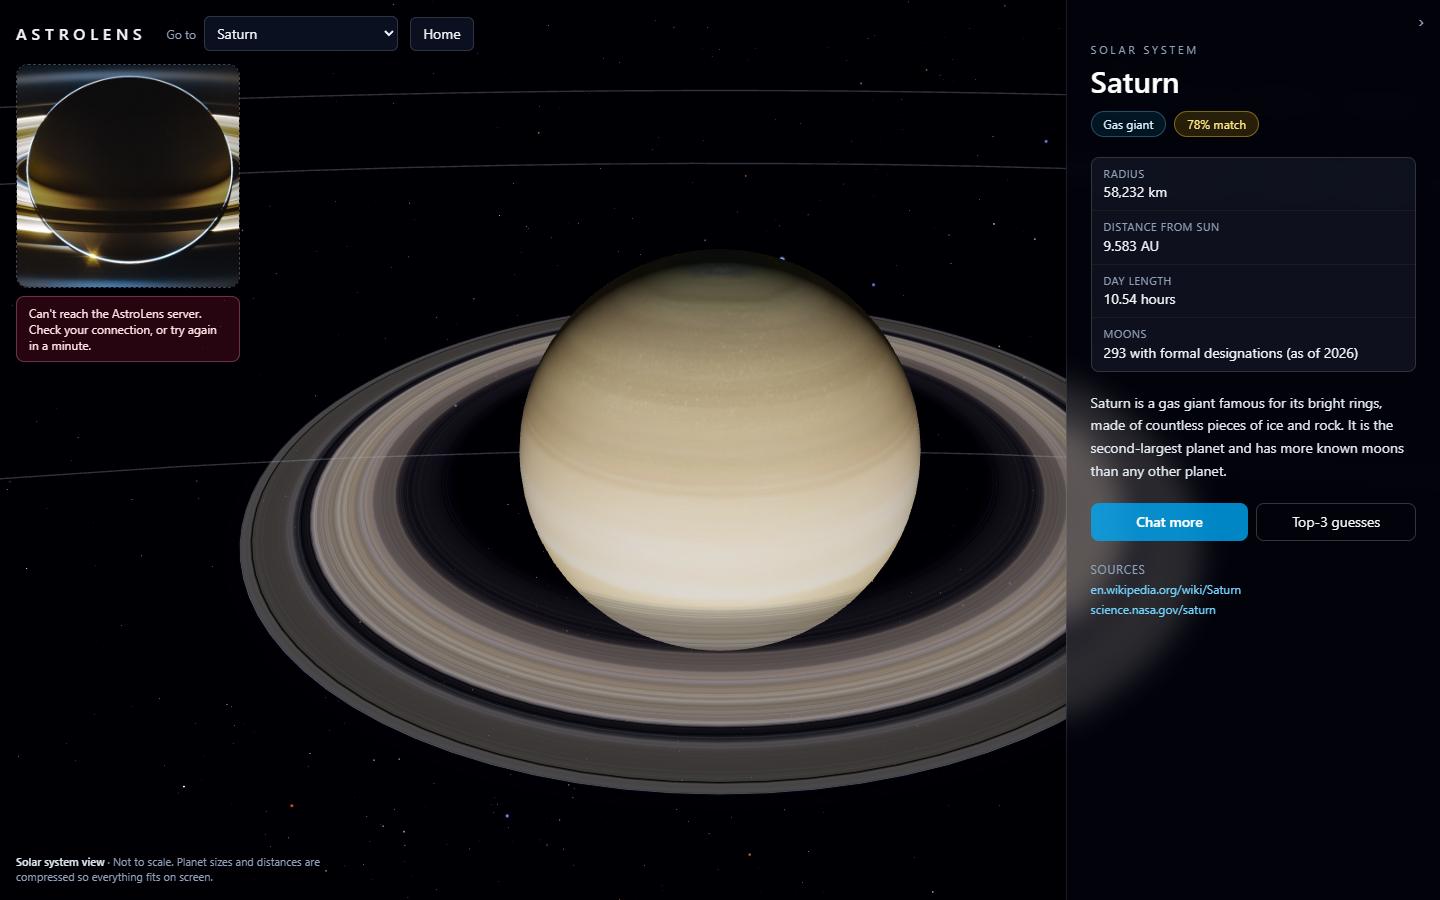 ASTROLENS Go to Saturn Home
Can't reach the AstroLens server.
Check your connection, or try again
in a minute.
Solar system view · Not to scale. Planet sizes and distances are
compressed so everything fits on screen.
SOLAR SYSTEM
Saturn
Gas giant 78% match
RADIUS
58,232 km
DISTANCE FROM SUN
9.583 AU
DAY LENGTH
10.54 hours
MOONS
293 with formal designations (as of 2026)
Saturn is a gas giant famous for its bright rings,
made of countless pieces of ice and rock. It is the
second-largest planet and has more known moons
than any other planet.
Chat more Top-3 guesses
SOURCES
en.wikipedia.org/wiki/Saturn
science.nasa.gov/saturn